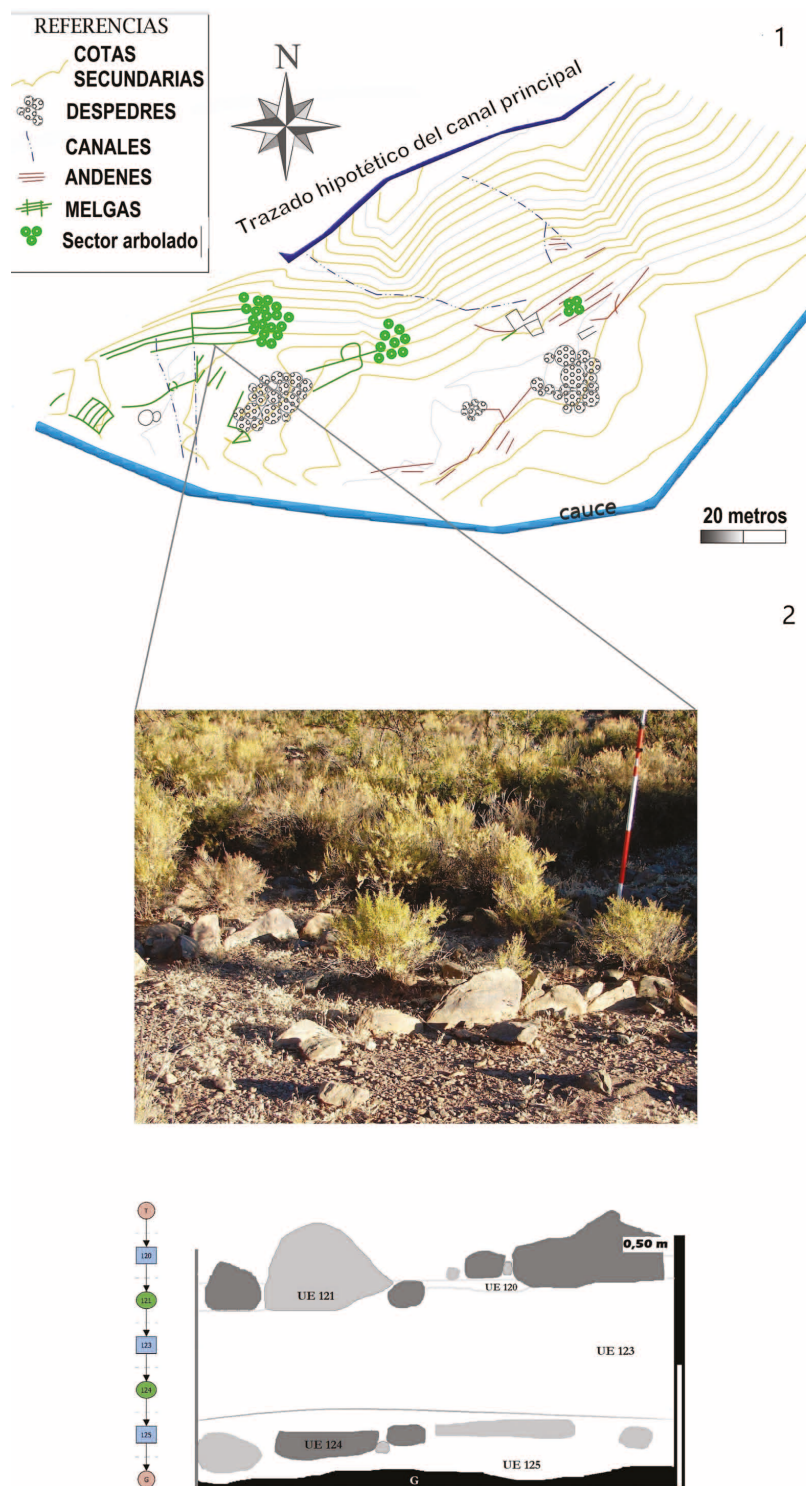 1
REFERENCIAS
COTAS
SECUNDARIAS
DESPEDRES
CANALES
ANDENES
MELGAS
Sector arbolado
N
Trazado hipotético del canal principal
cauce
20 metros
2
T
120
121
123
124
125
G
0,50 m
UE 121
UE 120
UE 123
UE 124
UE 125
G